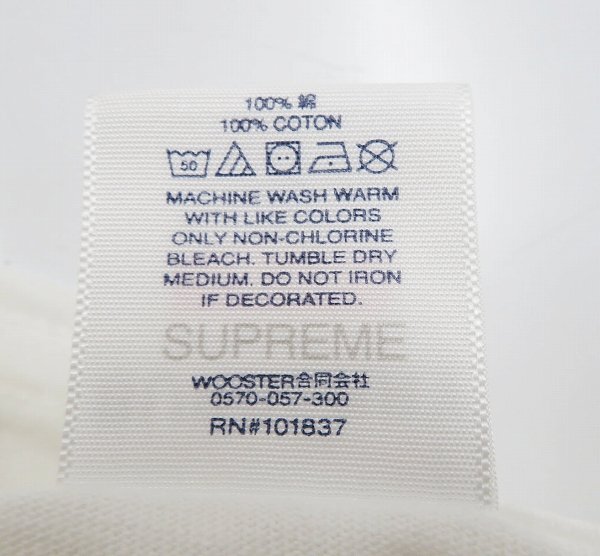 100% 綿
100% COTON
50
MACHINE WASH WARM
WITH LIKE COLORS
ONLY NON-CHLORINE
BLEACH. TUMBLE DRY
MEDIUM. DO NOT IRON
IF DECORATED.
SUPREME
WOOSTER合同会社
0570-057-300
RN#101837